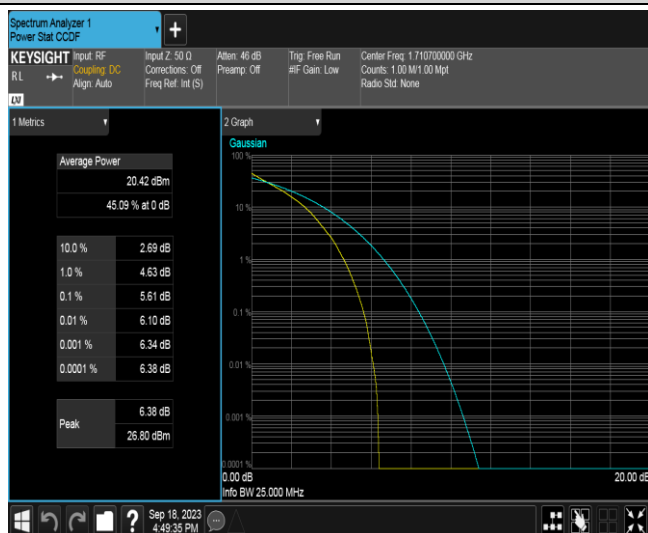 Spectrum Analyzer 1
Power Stat CCDF
+
KEYSIGHT
RL
LXI
Input: RF
Coupling: DC
Align: Auto
Input Z: 50 Ω
Corrections: Off
Freq Ref: Int (S)
Atten: 46 dB
Preamp: Off
Trig: Free Run
#IF Gain: Low
Center Freq: 1.710700000 GHz
Counts: 1.00 M/1.00 Mpt
Radio Std: None
1 Metrics
Average Power
20.42 dBm
45.09 % at 0 dB
10.0 % 2.69 dB
1.0 % 4.63 dB
0.1 % 5.61 dB
0.01 % 6.10 dB
0.001 % 6.34 dB
0.0001 % 6.38 dB
Peak
6.38 dB
26.80 dBm
2 Graph
Gaussian
100 %
10 %
1 %
0.1 %
0.01 %
0.001 %
0.0001 %
0.00 dB
20.00 dB
Info BW 25.000 MHz
?
Sep 18, 2023
4:49:35 PM